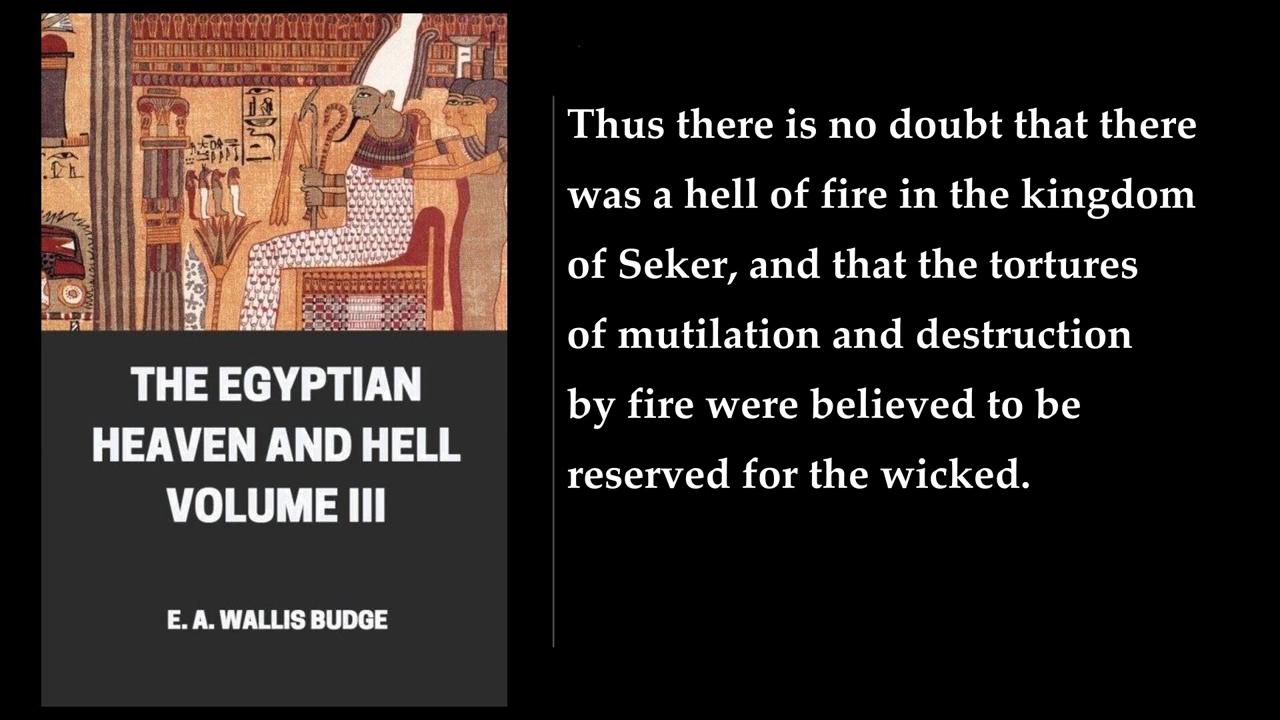 THE EGYPTIAN
HEAVEN AND HELL
VOLUME III
E. A. WALLIS BUDGE
Thus there is no doubt that there
was a hell of fire in the kingdom
of Seker, and that the tortures
of mutilation and destruction
by fire were believed to be
reserved for the wicked.